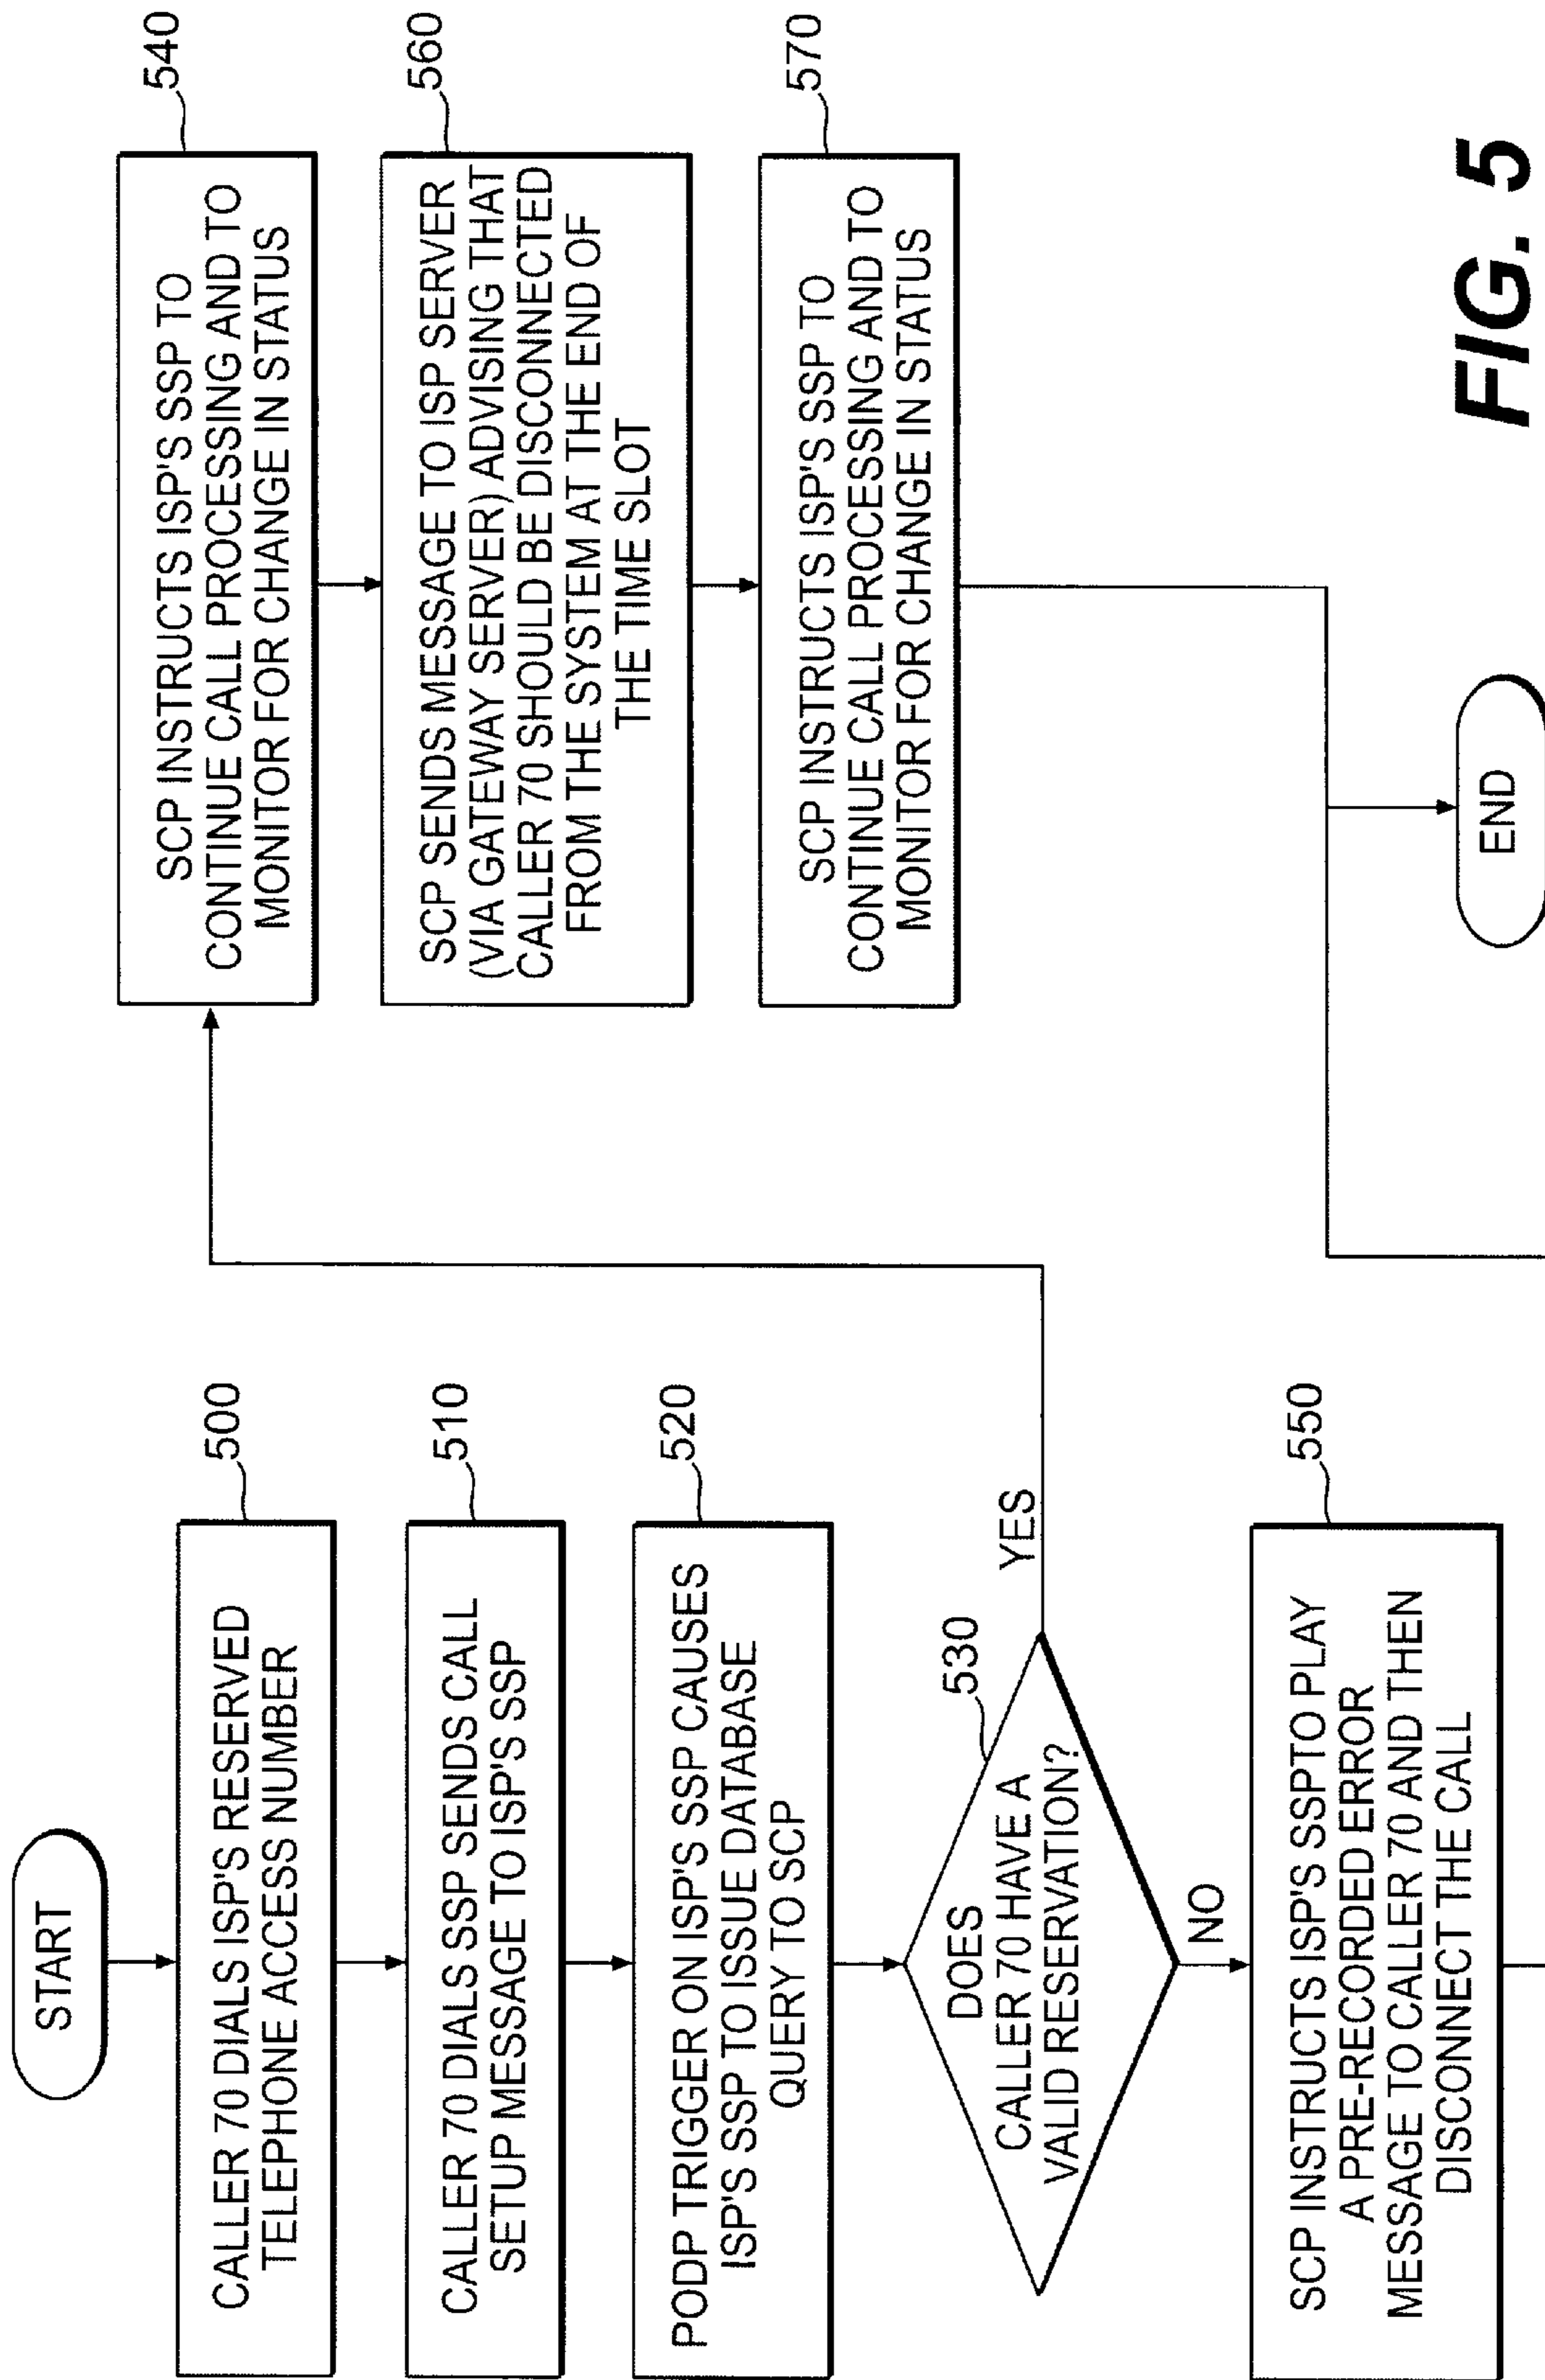 START
500
CALLER 70 DIALS ISP'S RESERVED
TELEPHONE ACCESS NUMBER
510
CALLER 70 DIALS SSP SENDS CALL
SETUP MESSAGE TO ISP'S SSP
520
PODP TRIGGER ON ISP'S SSP CAUSES
ISP'S SSP TO ISSUE DATABASE
QUERY TO SCP
530
DOES
CALLER 70 HAVE A
VALID RESERVATION?
YES
NO
550
SCP INSTRUCTS ISP'S SSPTO PLAY
A PRE-RECORDED ERROR
MESSAGE TO CALLER 70 AND THEN
DISCONNECT THE CALL
540
SCP INSTRUCTS ISP'S SSP TO
CONTINUE CALL PROCESSING AND TO
MONITOR FOR CHANGE IN STATUS
560
SCP SENDS MESSAGE TO ISP SERVER
(VIA GATEWAY SERVER) ADVISING THAT
CALLER 70 SHOULD BE DISCONNECTED
FROM THE SYSTEM AT THE END OF
THE TIME SLOT
570
SCP INSTRUCTS ISP'S SSP TO
CONTINUE CALL PROCESSING AND TO
MONITOR FOR CHANGE IN STATUS
END
FIG. 5